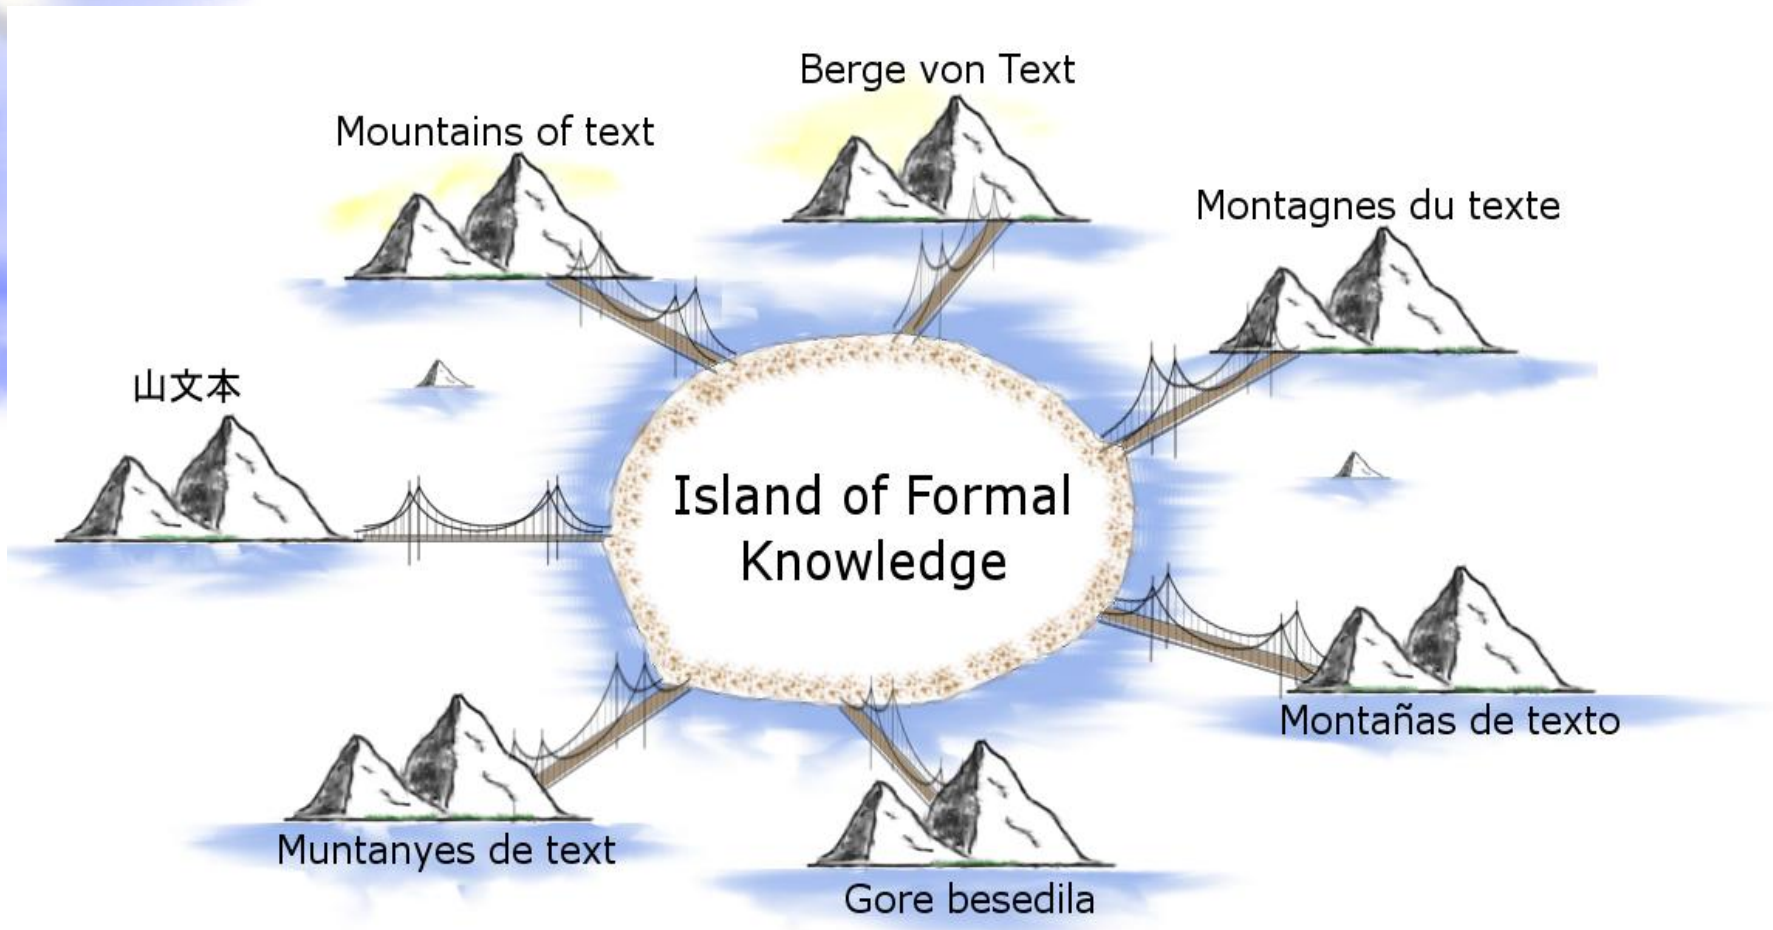 Berge von Text
Mountains of text
Montagnes du texte
山文本
Island of Formal
Knowledge
Montañas de texto
Muntanyes de text
Gore besedila